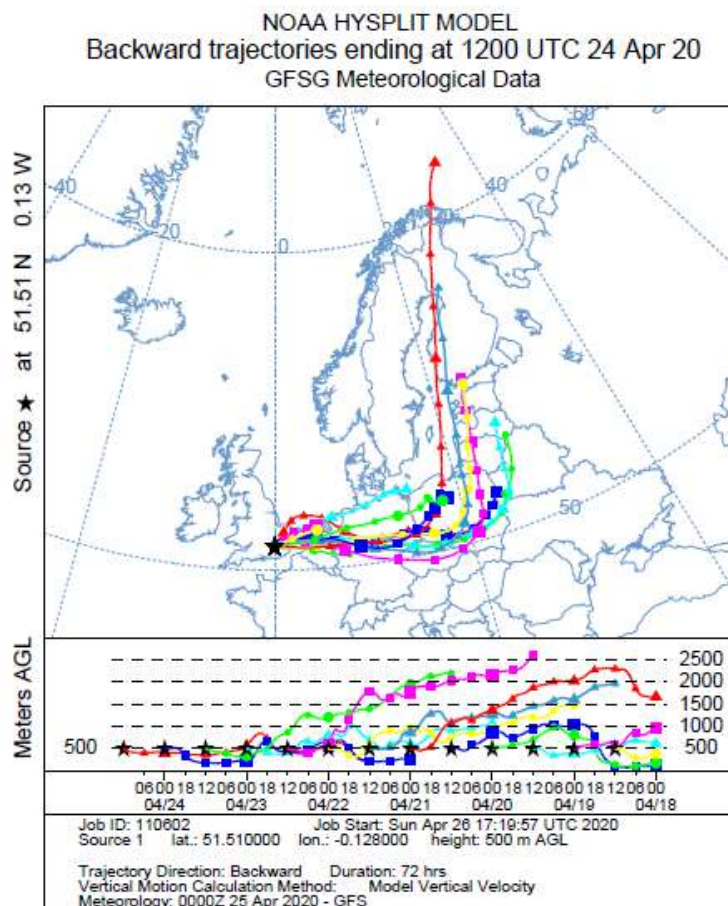 NOAA HYSPLIT MODEL
Backward trajectories ending at 1200 UTC 24 Apr 20
GFSG Meteorological Data
Source ★ at 51.51 N 0.13 W
40
20
0
40
60
50
Meters AGL
500
2500
2000
1500
1000
500
06 00 18 12 06 00 18 12 06 00 18 12 06 00 18 12 06 00 18 12 06 00 18 12 06 00
04/24 04/23 04/22 04/21 04/20 04/19 04/18
Job ID: 110602 Job Start: Sun Apr 26 17:19:57 UTC 2020
Source 1 lat.: 51.510000 lon.: -0.128000 height: 500 m AGL
Trajectory Direction: Backward Duration: 72 hrs
Vertical Motion Calculation Method: Model Vertical Velocity
Meteorology: 0000Z 25 Apr 2020 - GFS